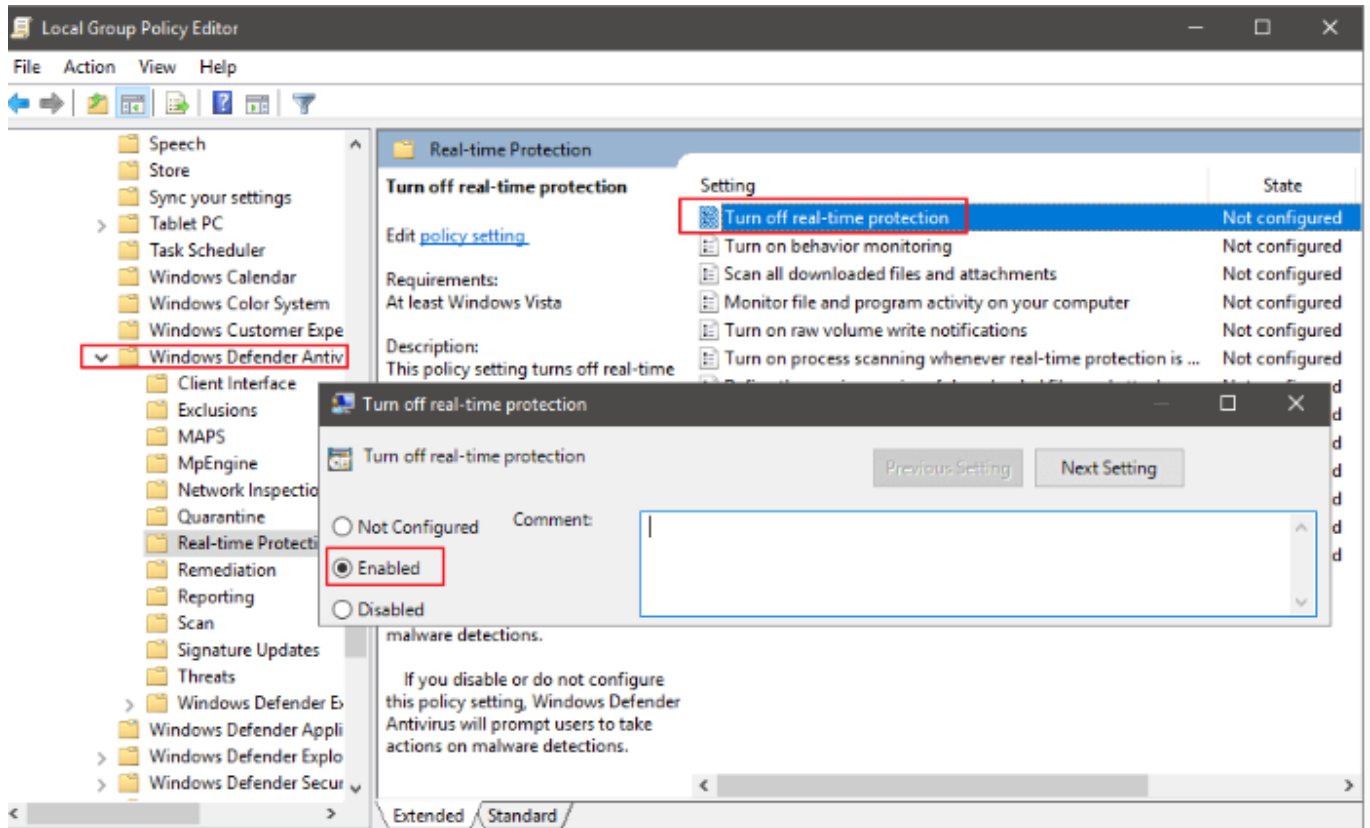 Local Group Policy Editor
File Action View Help
Speech
Store
Sync your settings
Tablet PC
Task Scheduler
Windows Calendar
Windows Color System
Windows Customer Expe
Windows Defender Antiv
Client Interface
Exclusions
MAPS
MpEngine
Network Inspectio
Quarantine
Real-time Protecti
Remediation
Reporting
Scan
Signature Updates
Threats
Windows Defender Ex
Windows Defender Appli
Windows Defender Explo
Windows Defender Secur
Real-time Protection
Turn off real-time protection
Edit policy setting
Requirements:
At least Windows Vista
Description:
This policy setting turns off real-time
malware detections.
If you disable or do not configure
this policy setting, Windows Defender
Antivirus will prompt users to take
actions on malware detections.
Setting State
Turn off real-time protection Not configured
Turn on behavior monitoring Not configured
Scan all downloaded files and attachments Not configured
Monitor file and program activity on your computer Not configured
Turn on raw volume write notifications Not configured
Turn on process scanning whenever real-time protection is ... Not configured
Turn off real-time protection
Turn off real-time protection
Previous Setting Next Setting
Not Configured Comment:
Enabled
Disabled
Extended Standard